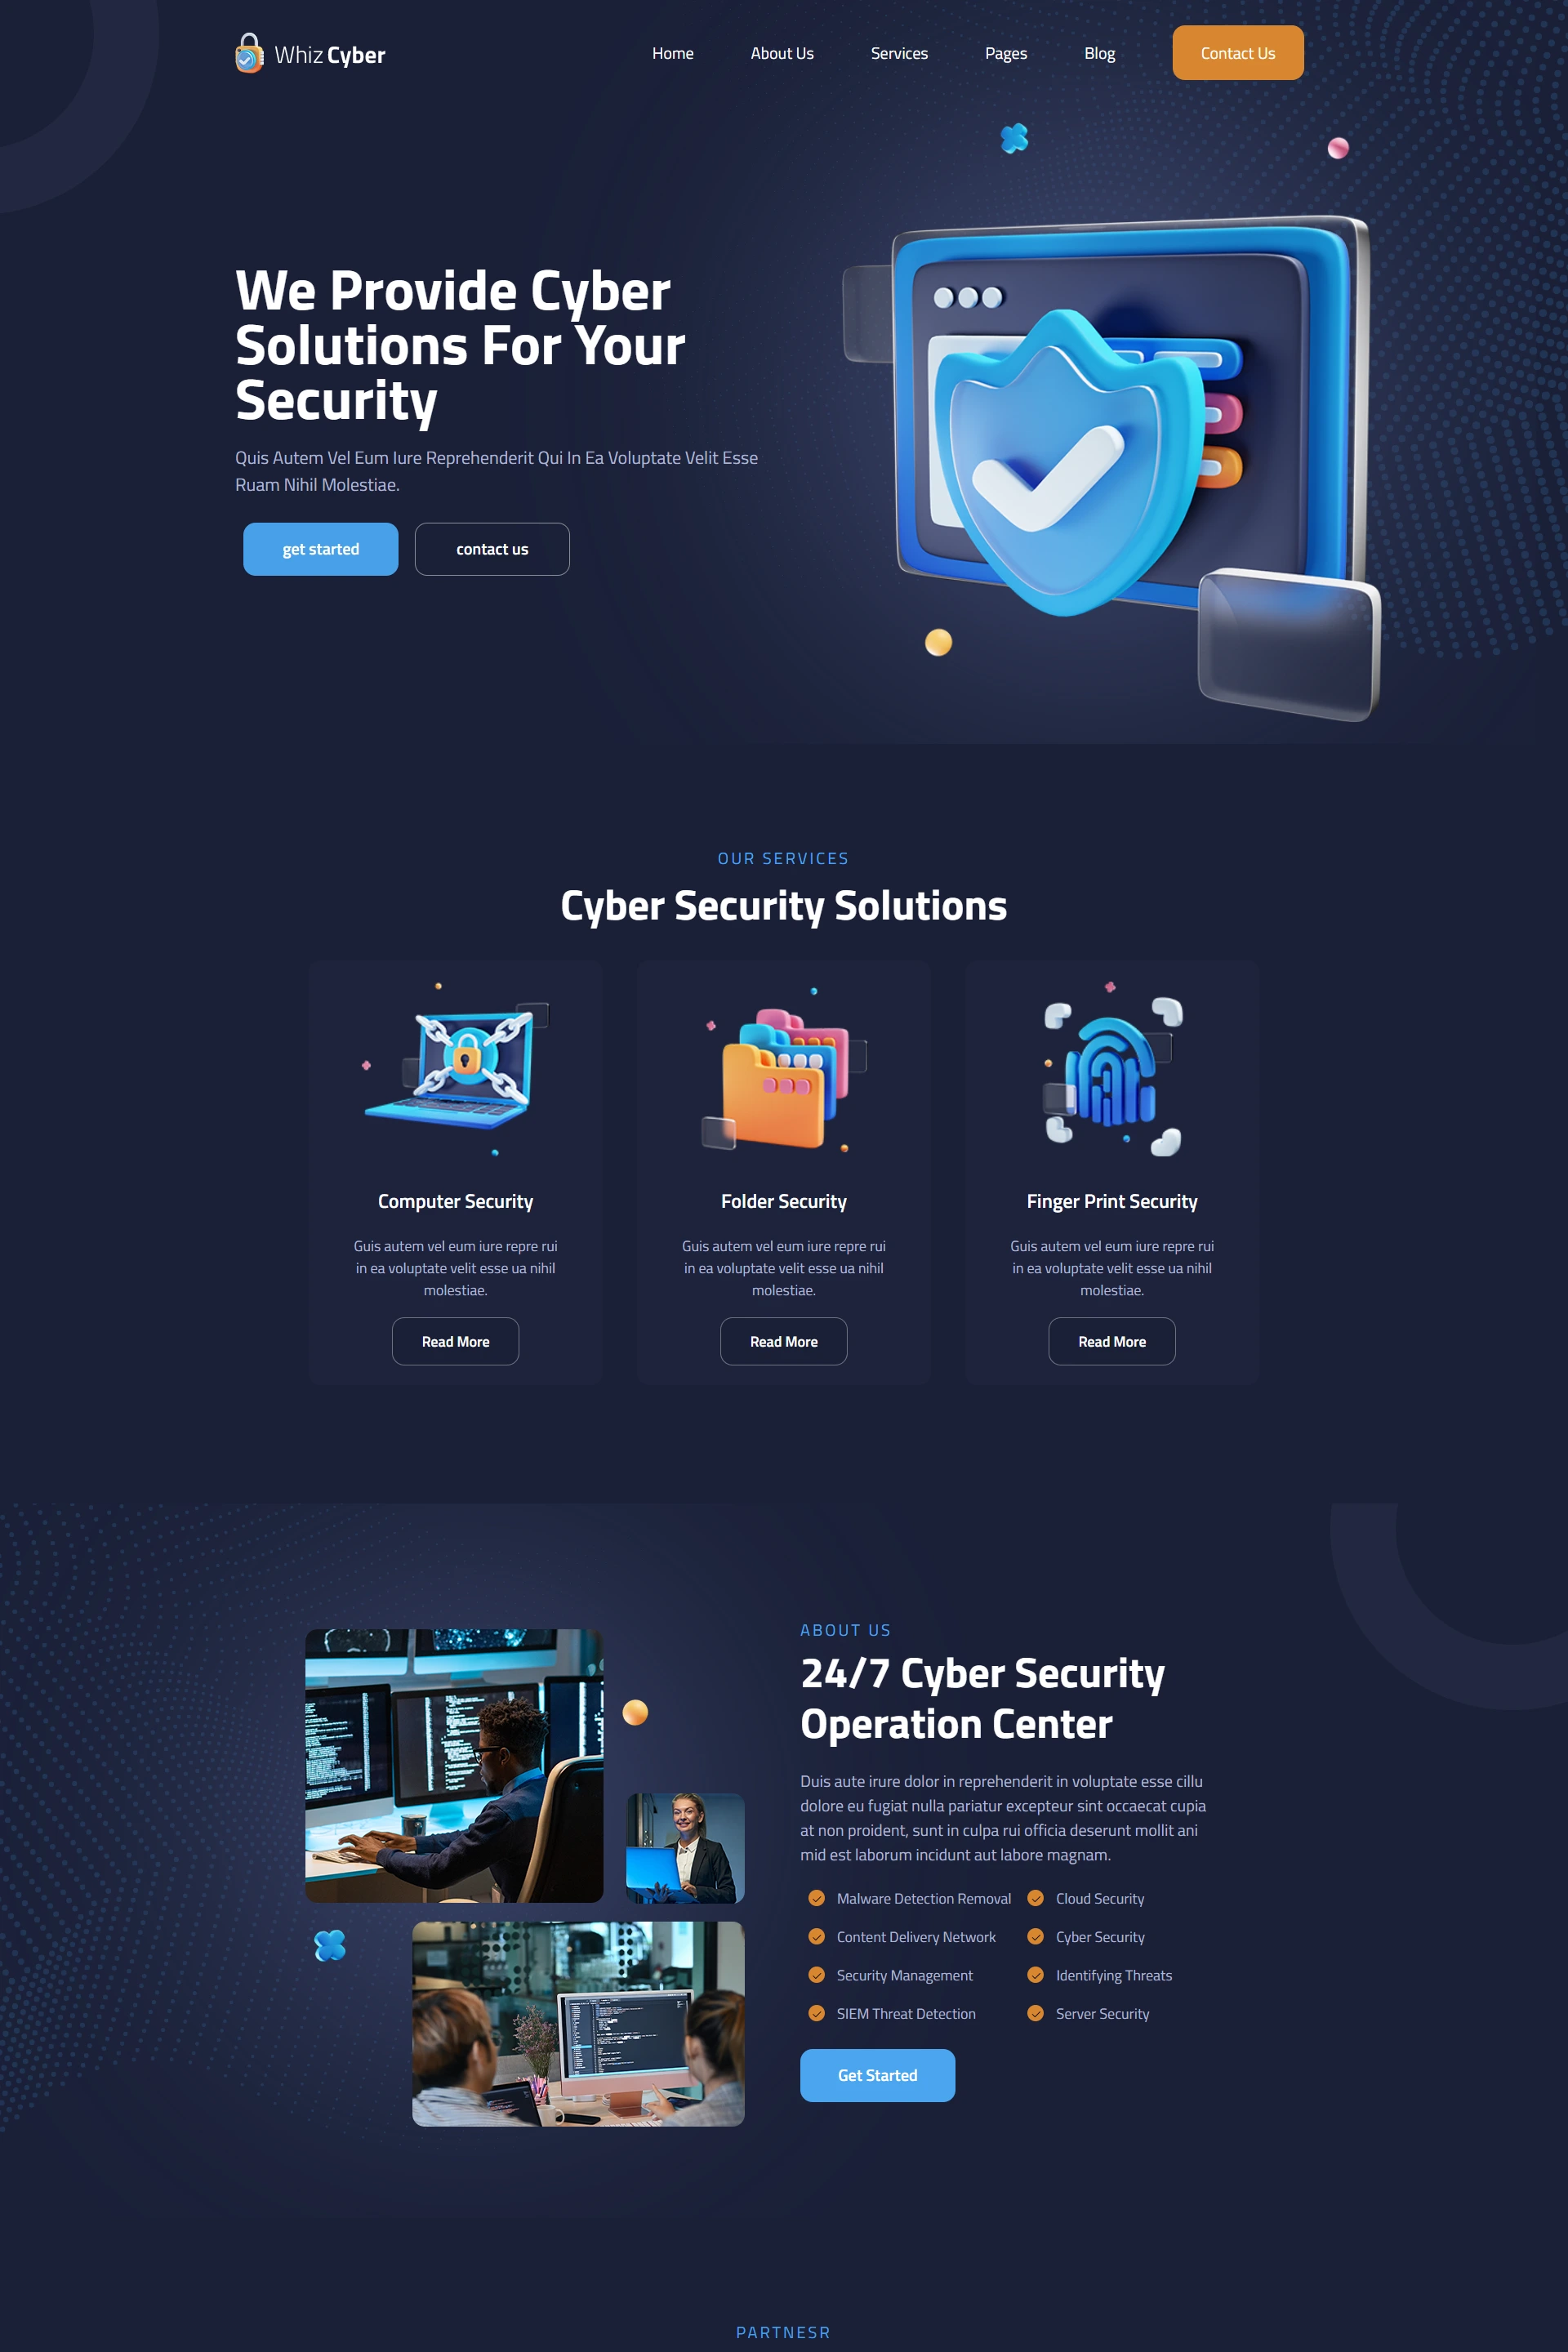 Whiz Cyber
Home About Us Services Pages Blog Contact Us
We Provide Cyber
Solutions For Your
Security
Quis Autem Vel Eum Iure Reprehenderit Qui In Ea Voluptate Velit Esse
Ruam Nihil Molestiae.
get started contact us
OUR SERVICES
Cyber Security Solutions
Computer Security
Guis autem vel eum iure repre rui
in ea voluptate velit esse ua nihil
molestiae.
Read More
Folder Security
Guis autem vel eum iure repre rui
in ea voluptate velit esse ua nihil
molestiae.
Read More
Finger Print Security
Guis autem vel eum iure repre rui
in ea voluptate velit esse ua nihil
molestiae.
Read More
ABOUT US
24/7 Cyber Security
Operation Center
Duis aute irure dolor in reprehenderit in voluptate esse cillu
dolore eu fugiat nulla pariatur excepteur sint occaecat cupia
at non proident, sunt in culpa rui officia deserunt mollit ani
mid est laborum incidunt aut labore magnam.
Malware Detection Removal
Content Delivery Network
Security Management
SIEM Threat Detection
Cloud Security
Cyber Security
Identifying Threats
Server Security
Get Started
PARTNESR